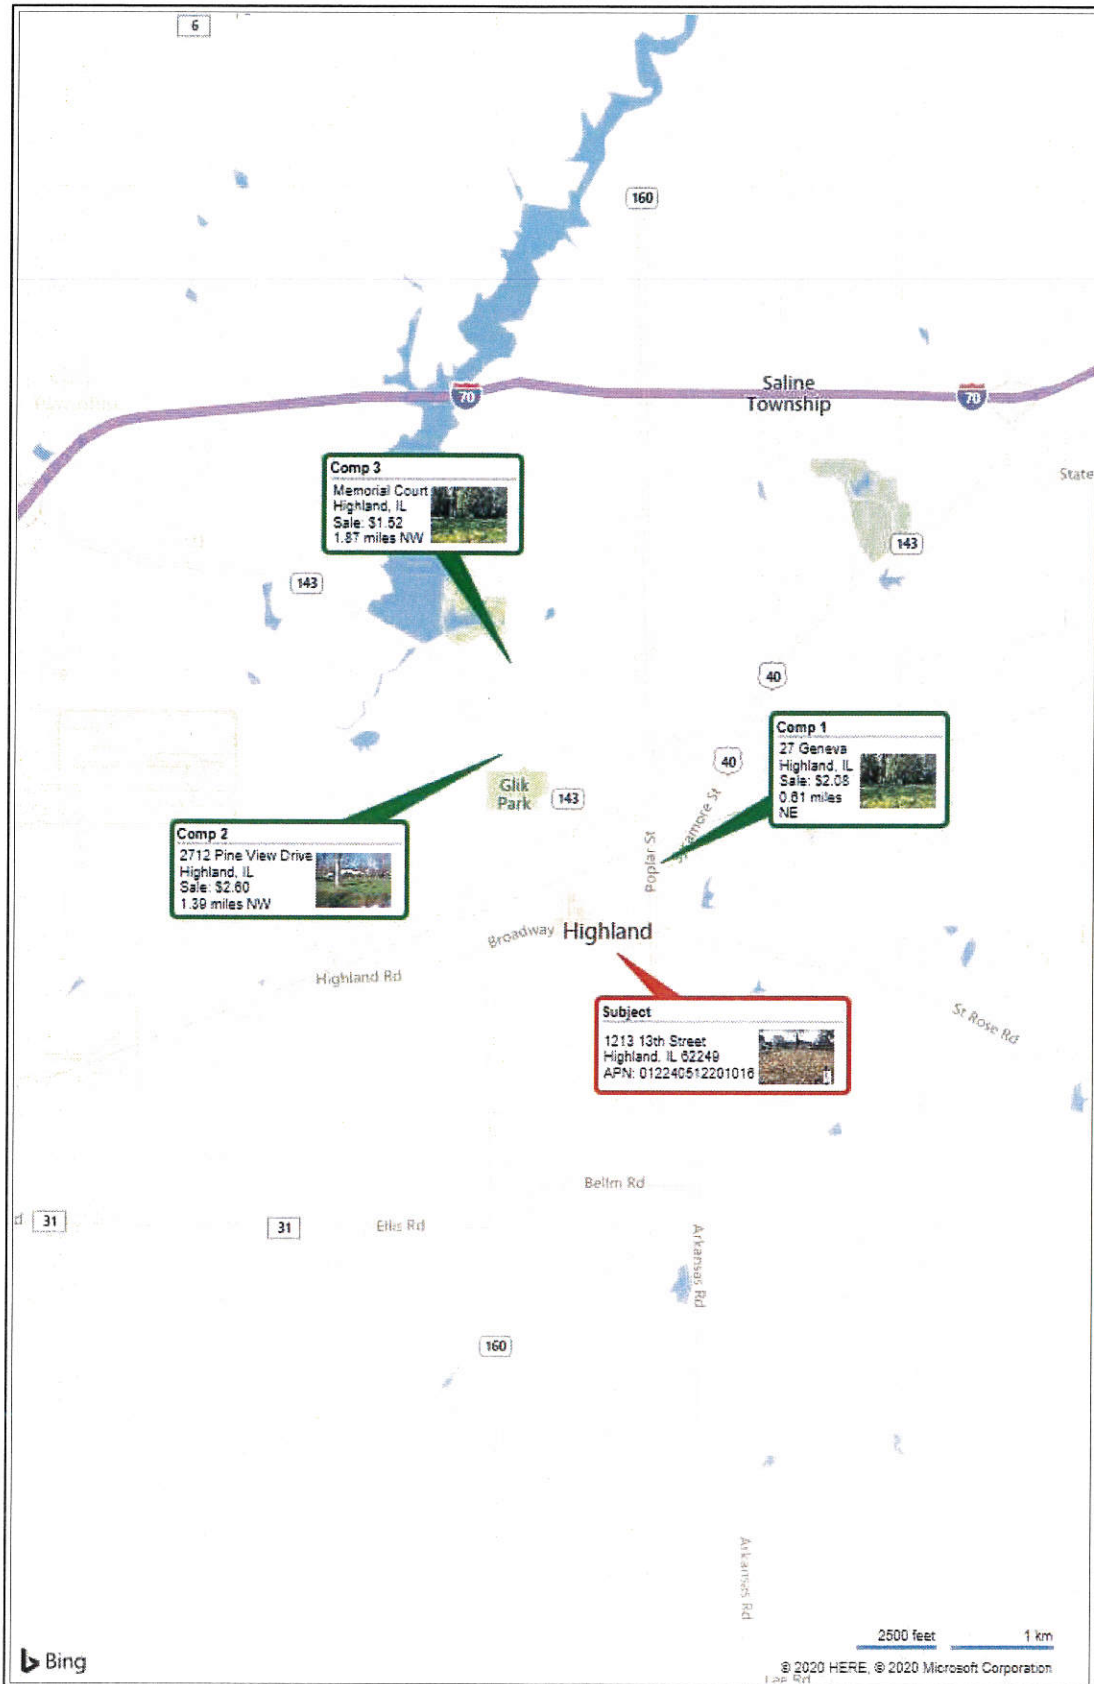 6
160
70
Saline
Township
70
State
Comp 3
Memorial Court
Highland, IL
Sale: $1.52
1.87 miles NW
143
143
40
Comp 1
27 Geneva
Highland, IL
Sale: $2.08
0.61 miles
NE
40
Glik
Park
143
Sycamore St
Poplar St
Comp 2
2712 Pine View Drive
Highland, IL
Sale: $2.60
1.39 miles NW
Broadway
Highland
Highland Rd
St Rose Rd
Subject
1213 13th Street
Highland, IL 62249
APN: 012240512201016
Bellm Rd
d
31
31
Ellis Rd
Arkansas Rd
160
Arkansas Rd
2500 feet
1 km
Bing
© 2020 HERE, © 2020 Microsoft Corporation
Lee Rd